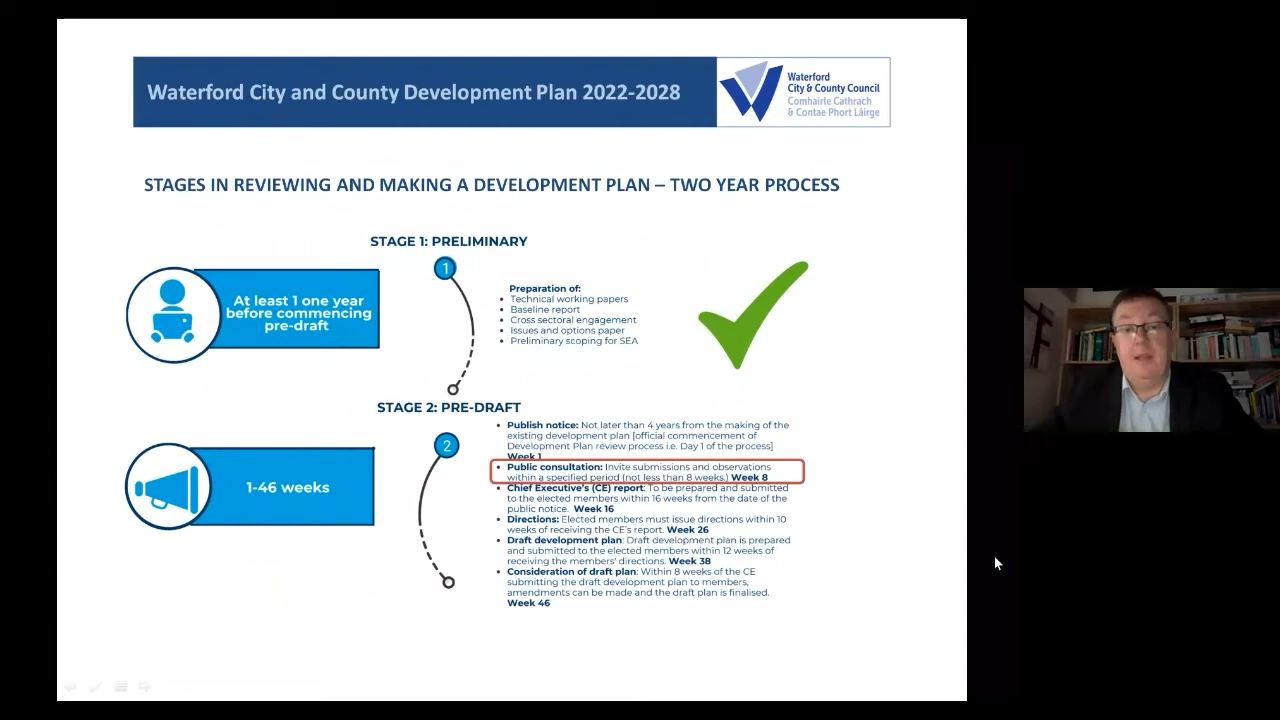 Waterford City and County Development Plan 2022-2028
Waterford
City & County Council
Comhairle Cathrach
& Contae Phort Láirge
STAGES IN REVIEWING AND MAKING A DEVELOPMENT PLAN – TWO YEAR PROCESS
STAGE 1: PRELIMINARY
1
At least 1 one year
before commencing
pre-draft
Preparation of:
• Technical working papers
• Baseline report
• Cross sectoral engagement
• Issues and options paper
• Preliminary scoping for SEA
STAGE 2: PRE-DRAFT
2
1-46 weeks
• Publish notice: Not later than 4 years from the making of the
existing development plan [official commencement of
Development Plan review process i.e. Day 1 of the process]
Week 1
• Public consultation: Invite submissions and observations
within a specified period (not less than 8 weeks.) Week 8
• Chief Executive's (CE) report: To be prepared and submitted
to the elected members within 16 weeks from the date of the
public notice. Week 16
• Directions: Elected members must issue directions within 10
weeks of receiving the CE's report. Week 26
• Draft development plan: Draft development plan is prepared
and submitted to the elected members within 12 weeks of
receiving the members' directions. Week 38
• Consideration of draft plan: Within 8 weeks of the CE
submitting the draft development plan to members,
amendments can be made and the draft plan is finalised.
Week 46